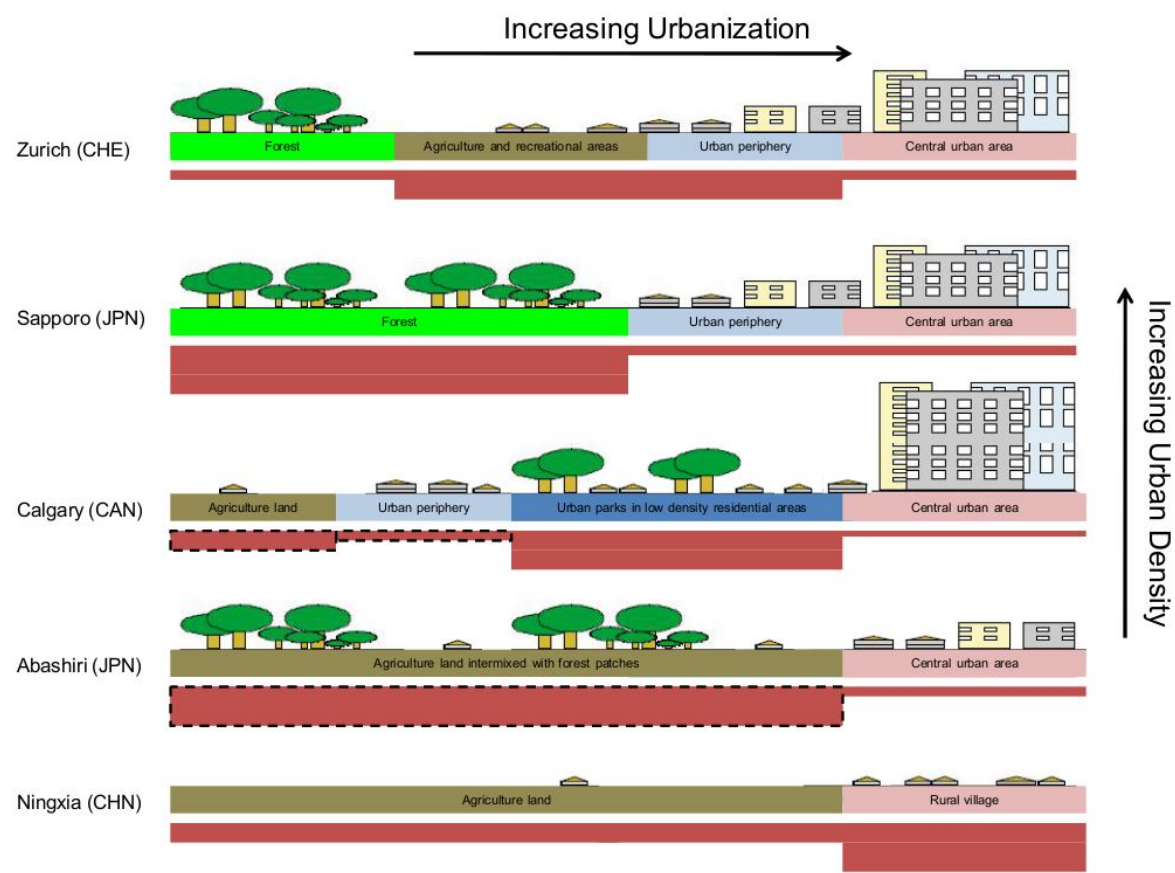 Increasing Urbanization
Zurich (CHE)
Forest
Agriculture and recreational areas
Urban periphery
Central urban area
Sapporo (JPN)
Forest
Urban periphery
Central urban area
Calgary (CAN)
Agriculture land
Urban periphery
Urban parks in low density residential areas
Central urban area
Abashiri (JPN)
Agriculture land intermixed with forest patches
Central urban area
Ningxia (CHN)
Agriculture land
Rural village
Increasing Urban Density